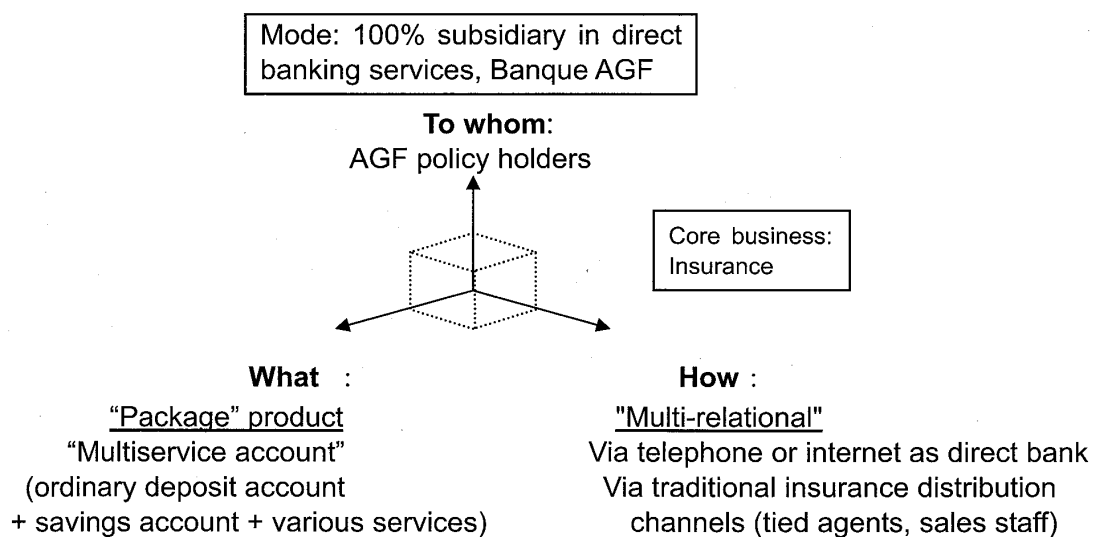 Mode: 100% subsidiary in direct
banking services, Banque AGF
To whom:
AGF policy holders
Core business:
Insurance
What :
“Package” product
“Multiservice account”
(ordinary deposit account
+ savings account + various services)
How :
"Multi-relational"
Via telephone or internet as direct bank
Via traditional insurance distribution
channels (tied agents, sales staff)